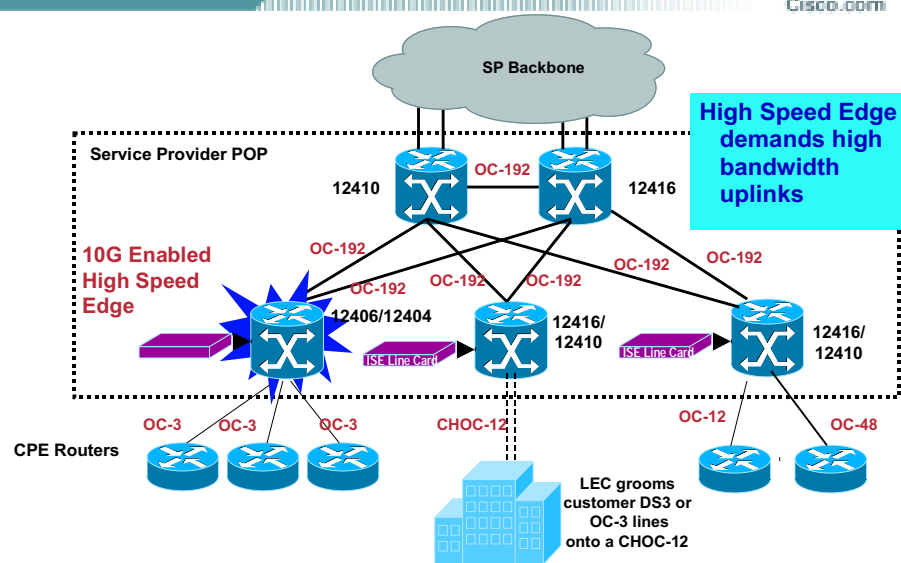 Cisco.com
SP Backbone
High Speed Edge
demands high
bandwidth
uplinks
Service Provider POP
OC-192
12410
12416
10G Enabled
High Speed
Edge
OC-192
OC-192
OC-192
OC-192
OC-192
OC-192
12406/12404
12416/
12410
12416/
12410
ISE Line Card
ISE Line Card
OC-3
OC-3
OC-3
CHOC-12
OC-12
OC-48
CPE Routers
LEC grooms
customer DS3 or
OC-3 lines
onto a CHOC-12